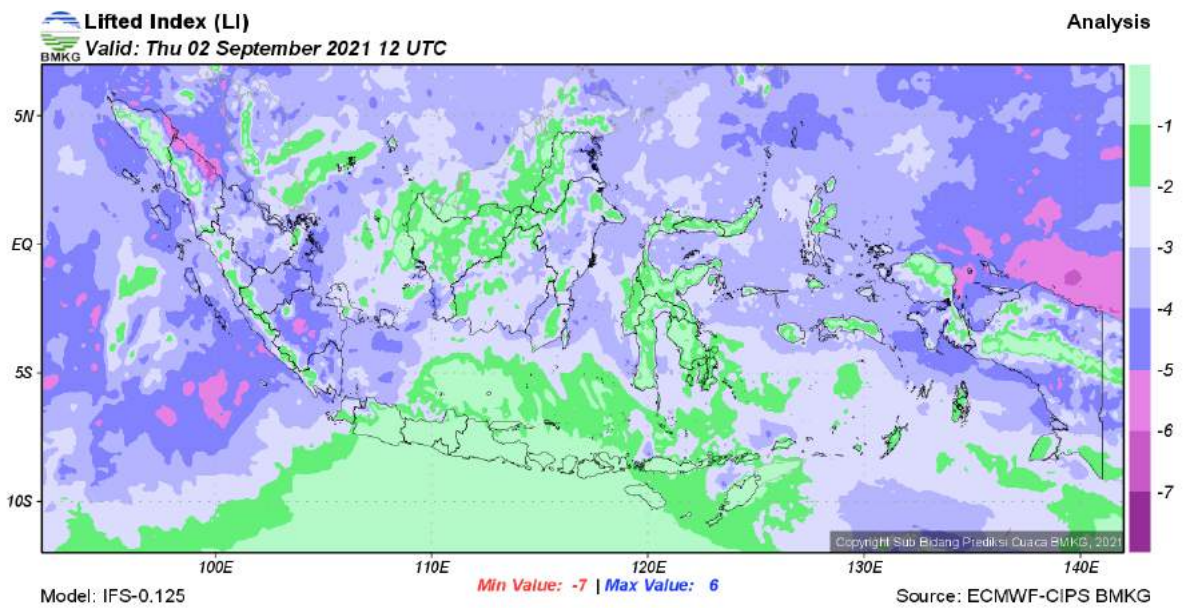 Lifted Index (LI)
Analysis
BMKG
Valid: Thu 02 September 2021 12 UTC
5N
EQ
5S
10S
-1
-2
-3
-4
-5
-6
-7
Copyright Sub Bidang Prediksi Cuaca BMKG, 2021
100E 110E 120E 130E 140E
Min Value: -7 | Max Value: 6
Model: IFS-0.125
Source: ECMWF-CIPS BMKG